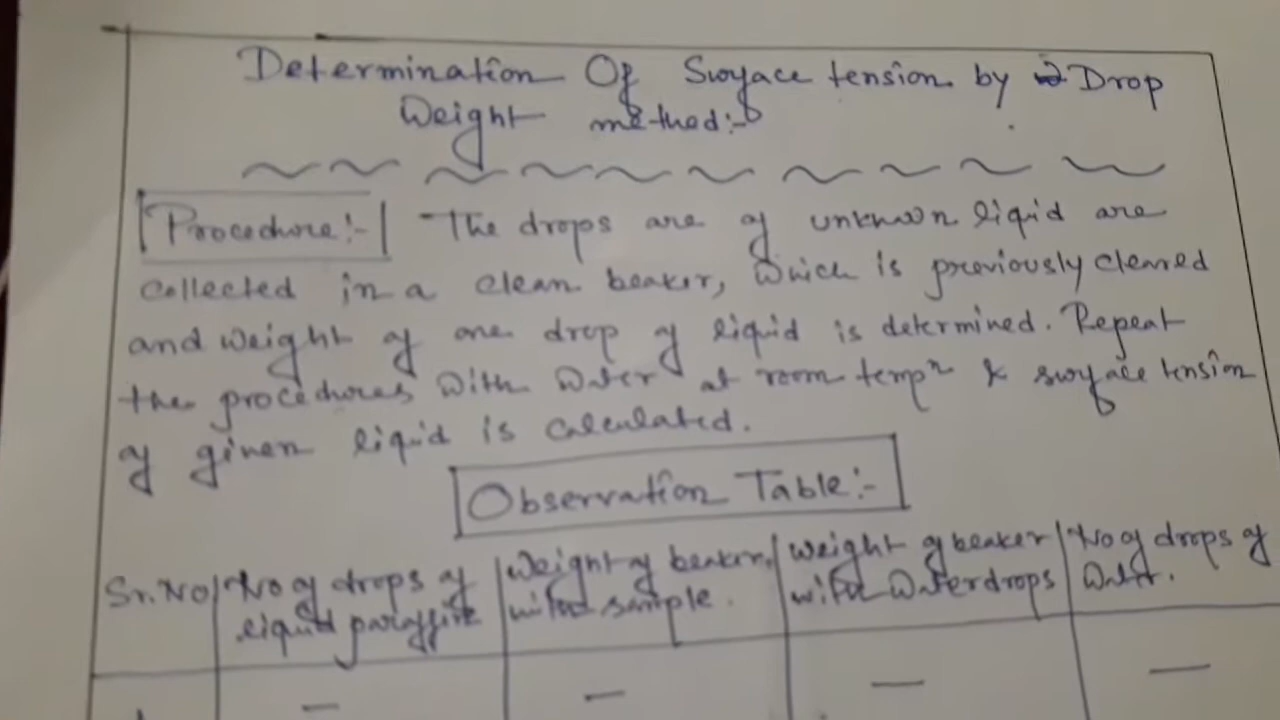 Determination Of Surface tension by Drop
Weight method:-
Procedure:- The drops are of unknown liquid are
collected in a clean beaker, which is previously cleaned
and weight of one drop of liquid is determined. Repeat
the procedures with water at room tempⁿ & surface tension
of given liquid is calculated.
Observation Table:-
Sr.No No of drops of liquid paraffin
Weight of beaker with sample.
Weight of beaker with water drops
No of drops of water.